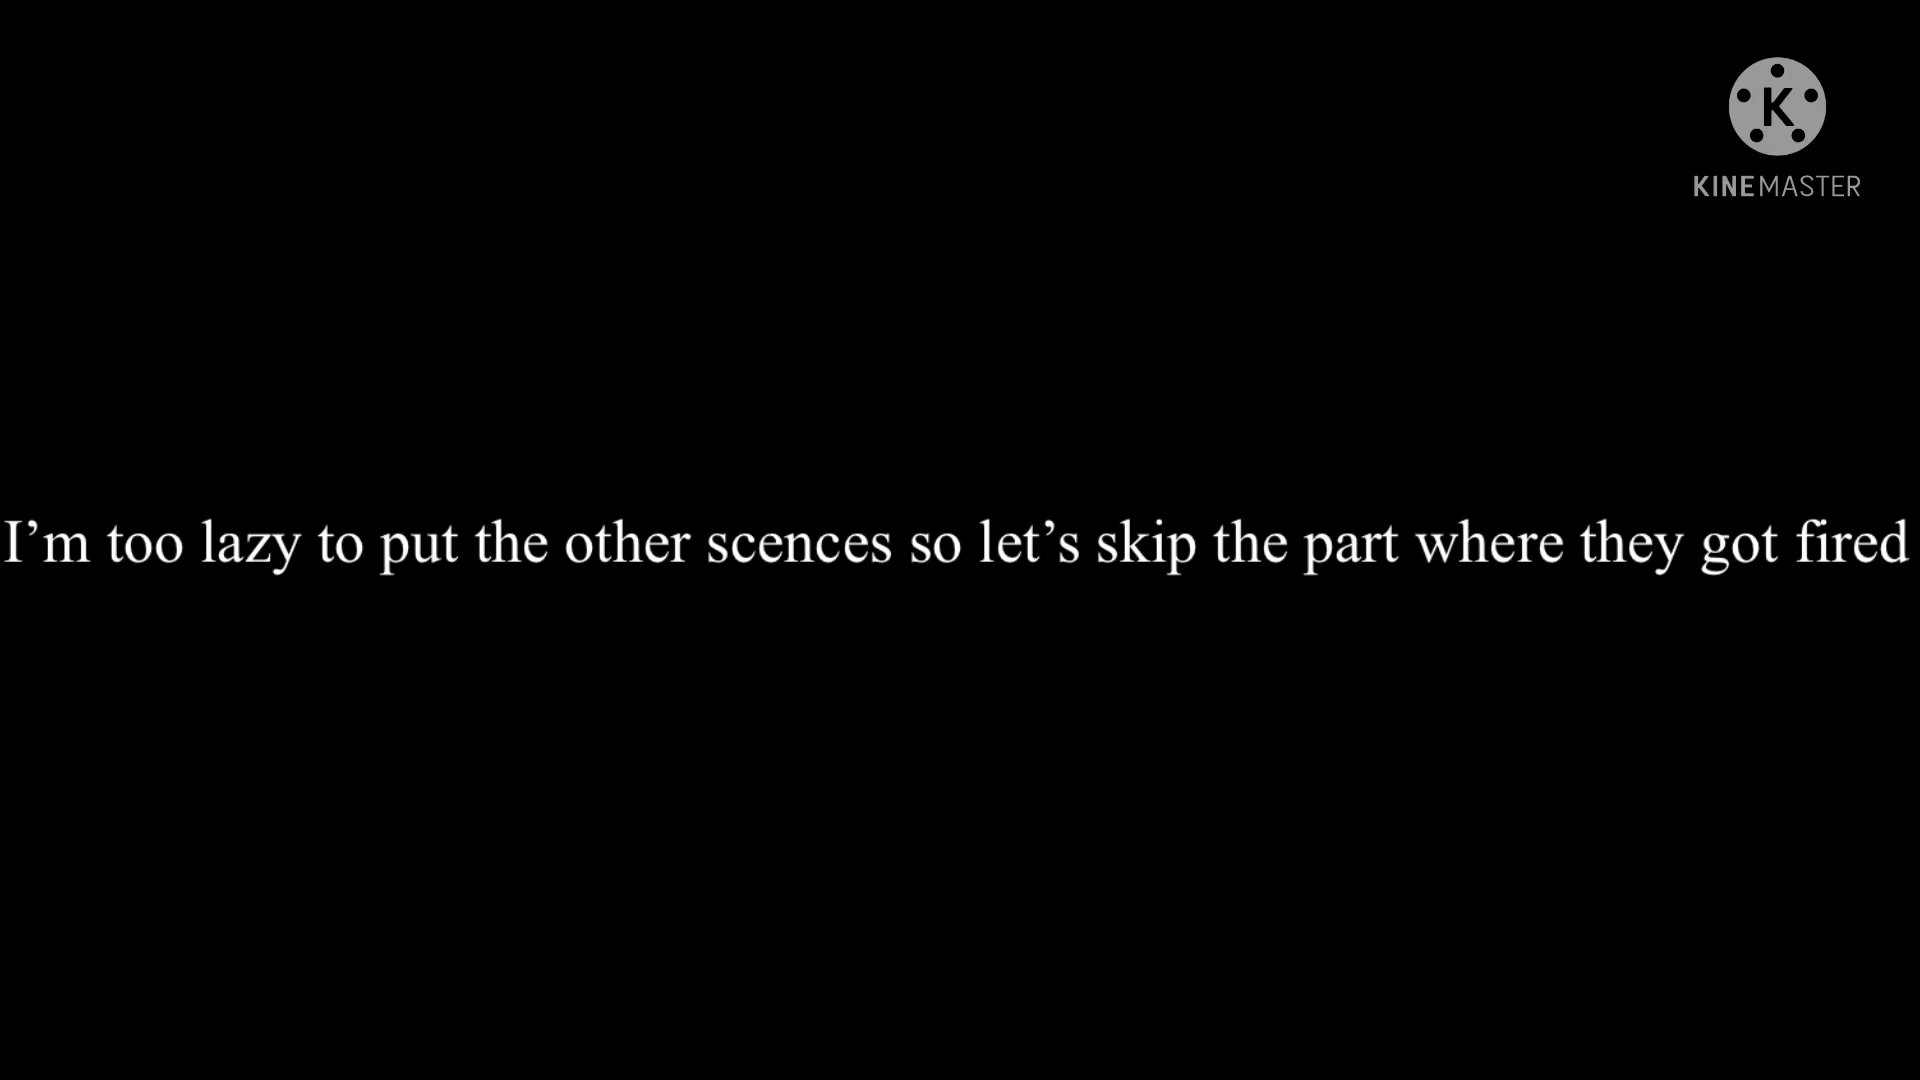 K
KINEMASTER
I’m too lazy to put the other scences so let’s skip the part where they got fired